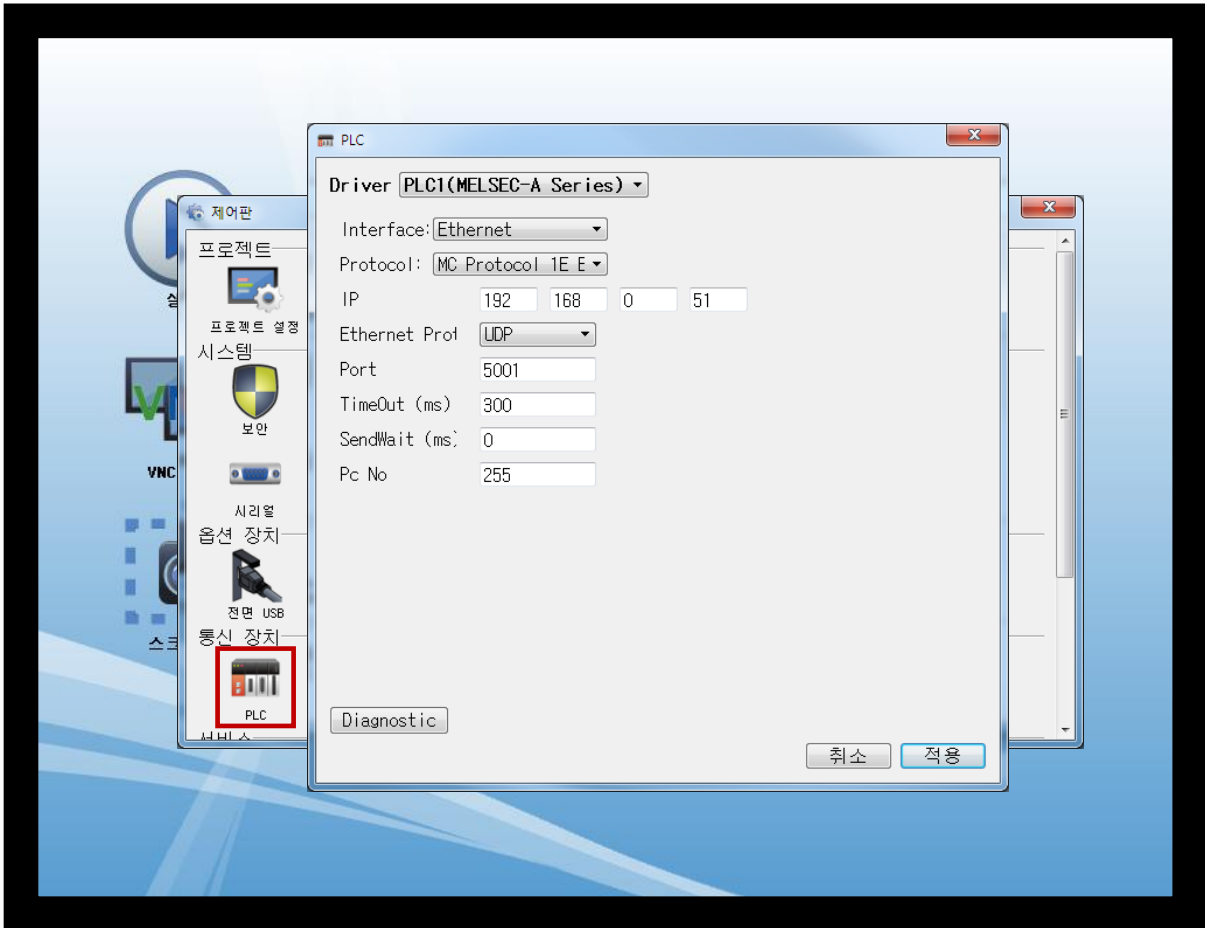 PLC
Driver PLC1(MELSEC-A Series)
Interface: Ethernet
Protocol: MC Protocol 1E E
IP 192 168 0 51
Ethernet Prot UDP
Port 5001
TimeOut (ms) 300
SendWait (ms) 0
Pc No 255
Diagnostic
취소 적용
제어판
프로젝트
프로젝트 설정
시스템
보안
시리얼
옵션 장치
전면 USB
통신 장치
PLC
VNC